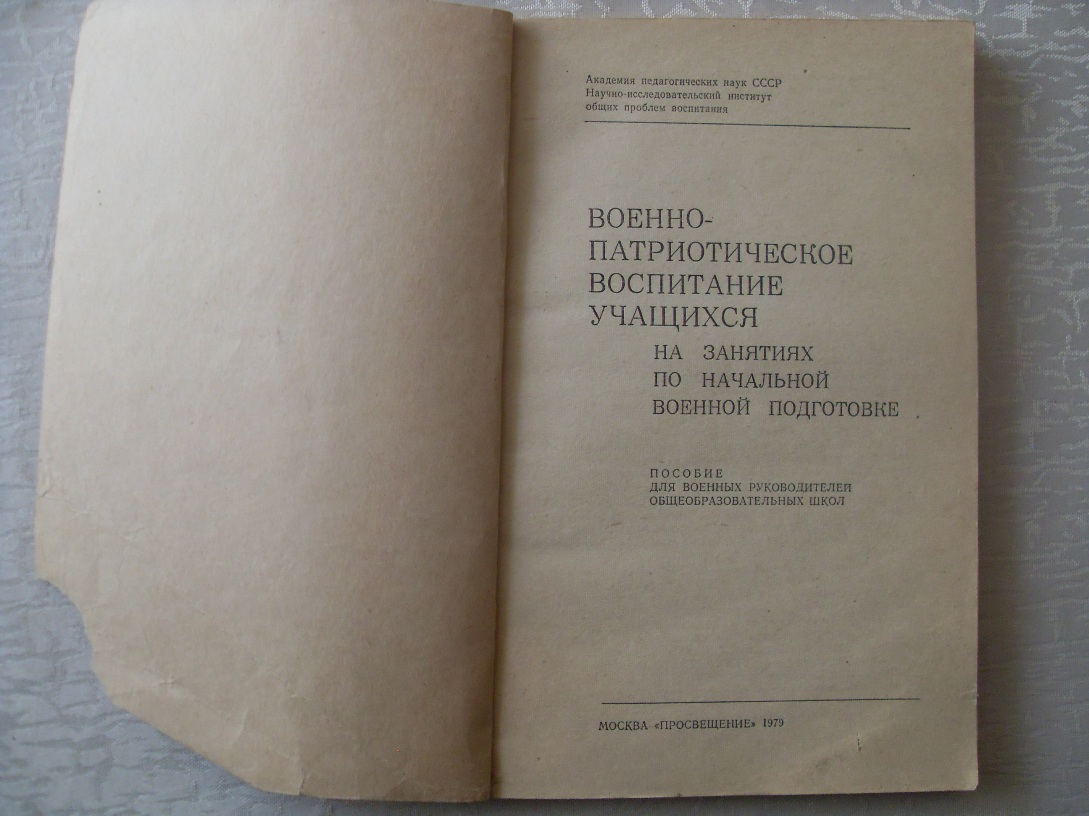 Академия педагогических наук СССР
Научно-исследовательский институт
общих проблем воспитания
ВОЕННО-
ПАТРИОТИЧЕСКОЕ
ВОСПИТАНИЕ
УЧАЩИХСЯ
НА ЗАНЯТИЯХ
ПО НАЧАЛЬНОЙ
ВОЕННОЙ ПОДГОТОВКЕ
ПОСОБИЕ
ДЛЯ ВОЕННЫХ РУКОВОДИТЕЛЕЙ
ОБЩЕОБРАЗОВАТЕЛЬНЫХ ШКОЛ
МОСКВА «ПРОСВЕЩЕНИЕ» 1979